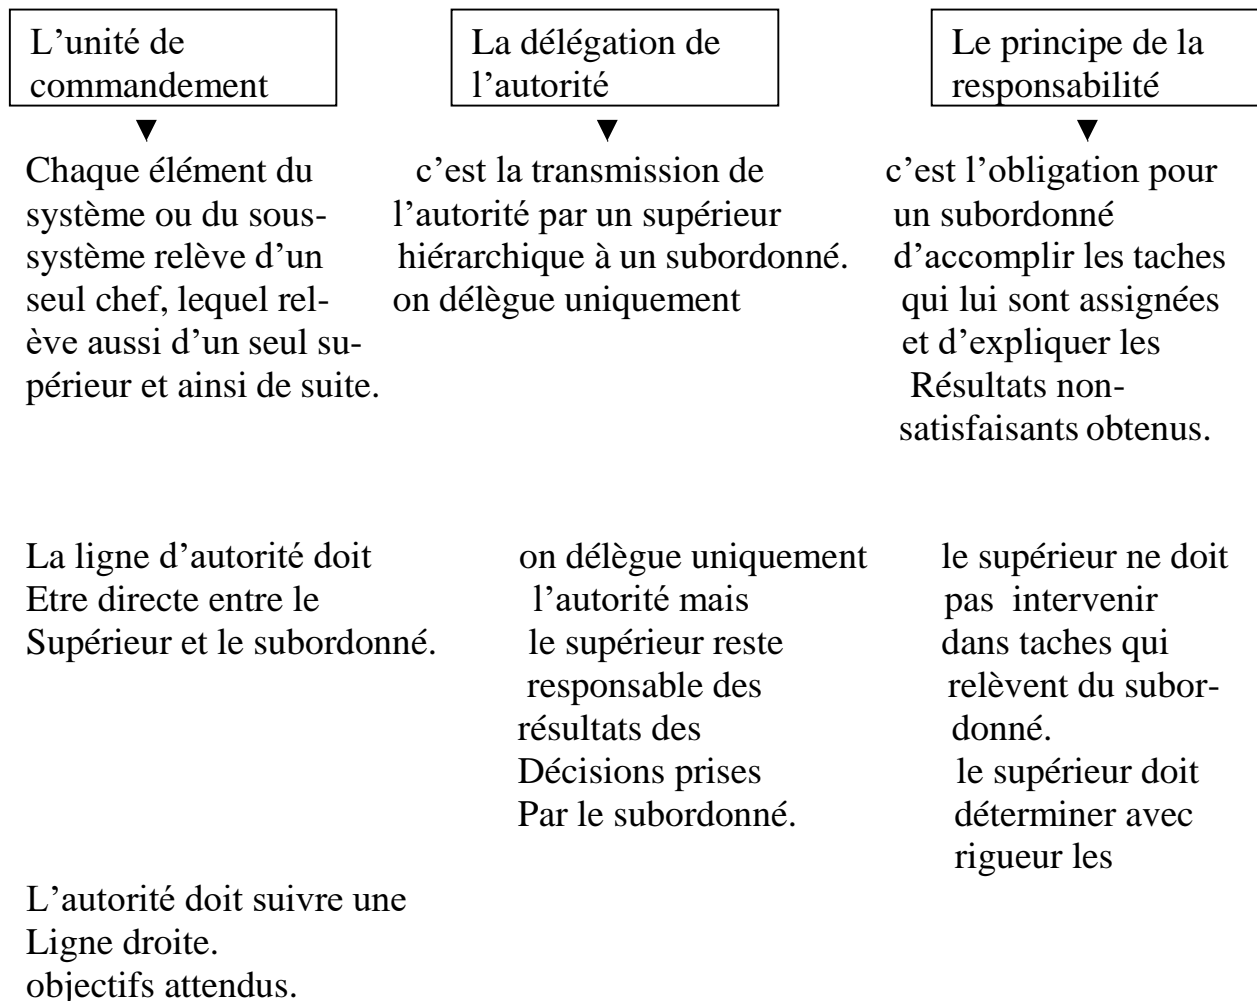 L’unité de
commandement
La délégation de
l’autorité
Le principe de la
responsabilité
Chaque élément du
système ou du sous-
système relève d’un
seul chef, lequel rel-
ève aussi d’un seul su-
périeur et ainsi de suite.
c’est la transmission de
l’autorité par un supérieur
hiérarchique à un subordonné.
on délègue uniquement
c’est l’obligation pour
un subordonné
d’accomplir les taches
qui lui sont assignées
et d’expliquer les
Résultats non-
satisfaisants obtenus.
La ligne d’autorité doit
Etre directe entre le
Supérieur et le subordonné.
on délègue uniquement
l’autorité mais
le supérieur reste
responsable des
résultats des
Décisions prises
Par le subordonné.
le supérieur ne doit
pas intervenir
dans taches qui
relèvent du subor-
donné.
le supérieur doit
déterminer avec
rigueur les
L’autorité doit suivre une
Ligne droite.
objectifs attendus.